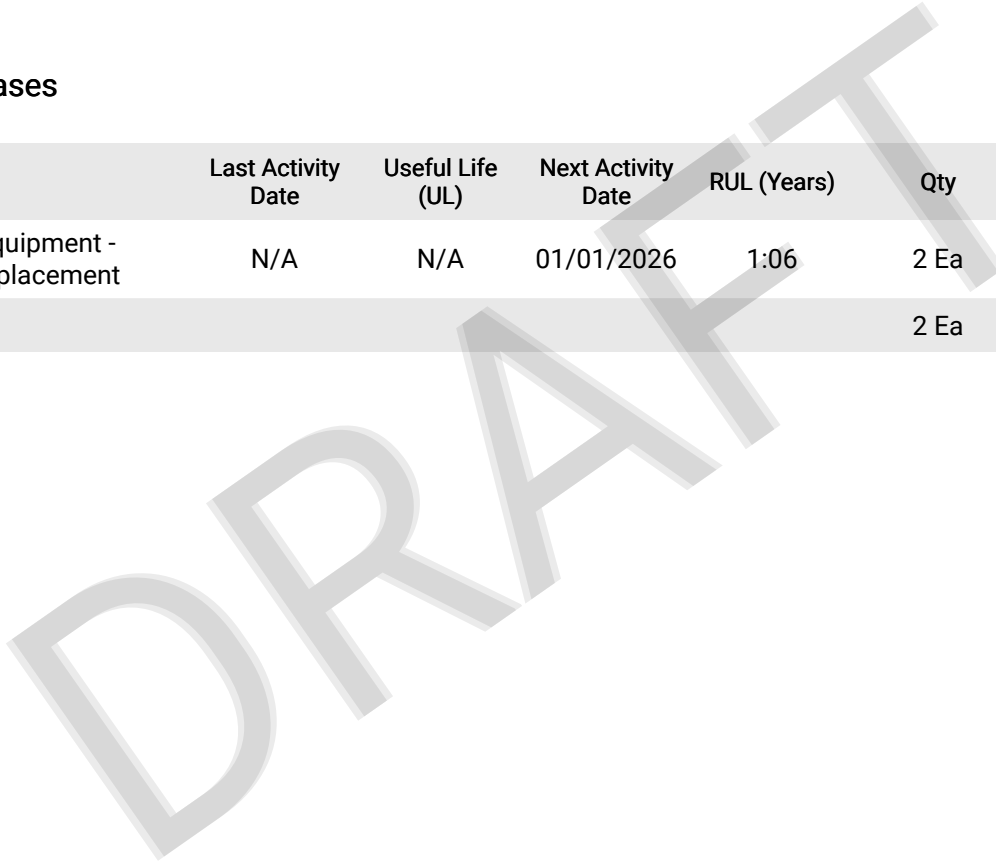 ases
Last Activity Date Useful Life (UL) Next Activity Date RUL (Years) Qty
quipment -
placement N/A N/A 01/01/2026 1:06 2 Ea
2 Ea
DRAFT